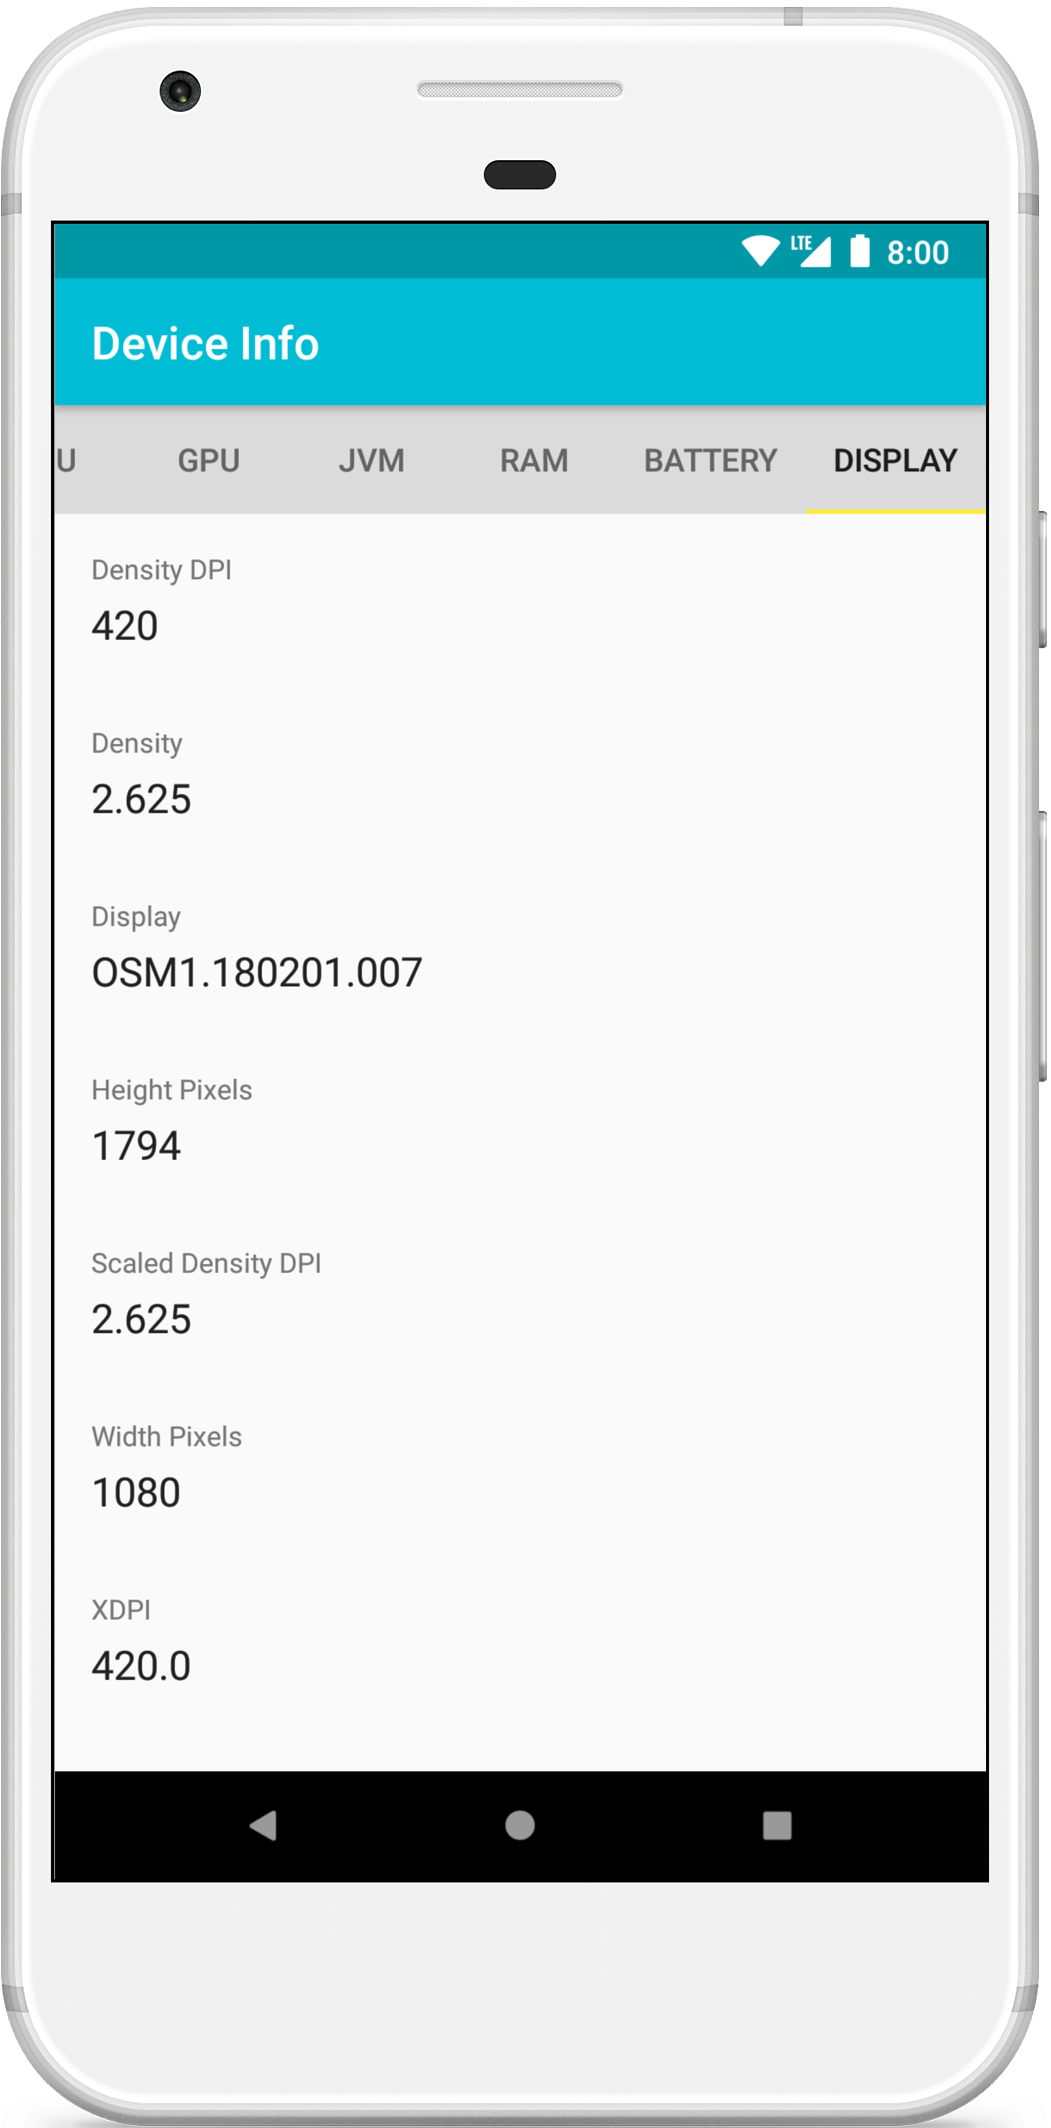 LTE 8:00
Device Info
U GPU JVM RAM BATTERY DISPLAY
Density DPI
420
Density
2.625
Display
OSM1.180201.007
Height Pixels
1794
Scaled Density DPI
2.625
Width Pixels
1080
XDPI
420.0